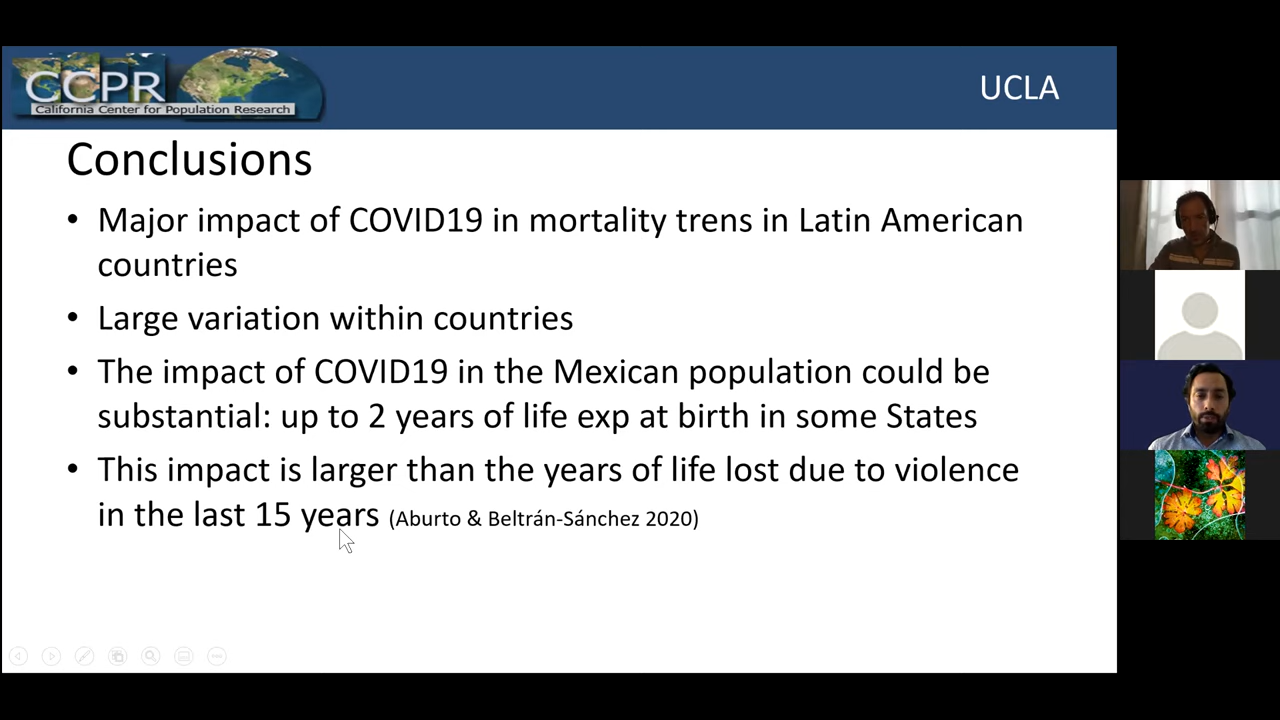 CCPR
California Center for Population Research
UCLA
Conclusions
• Major impact of COVID19 in mortality trens in Latin American
countries
• Large variation within countries
• The impact of COVID19 in the Mexican population could be
substantial: up to 2 years of life exp at birth in some States
• This impact is larger than the years of life lost due to violence
in the last 15 years (Aburto & Beltrán-Sánchez 2020)